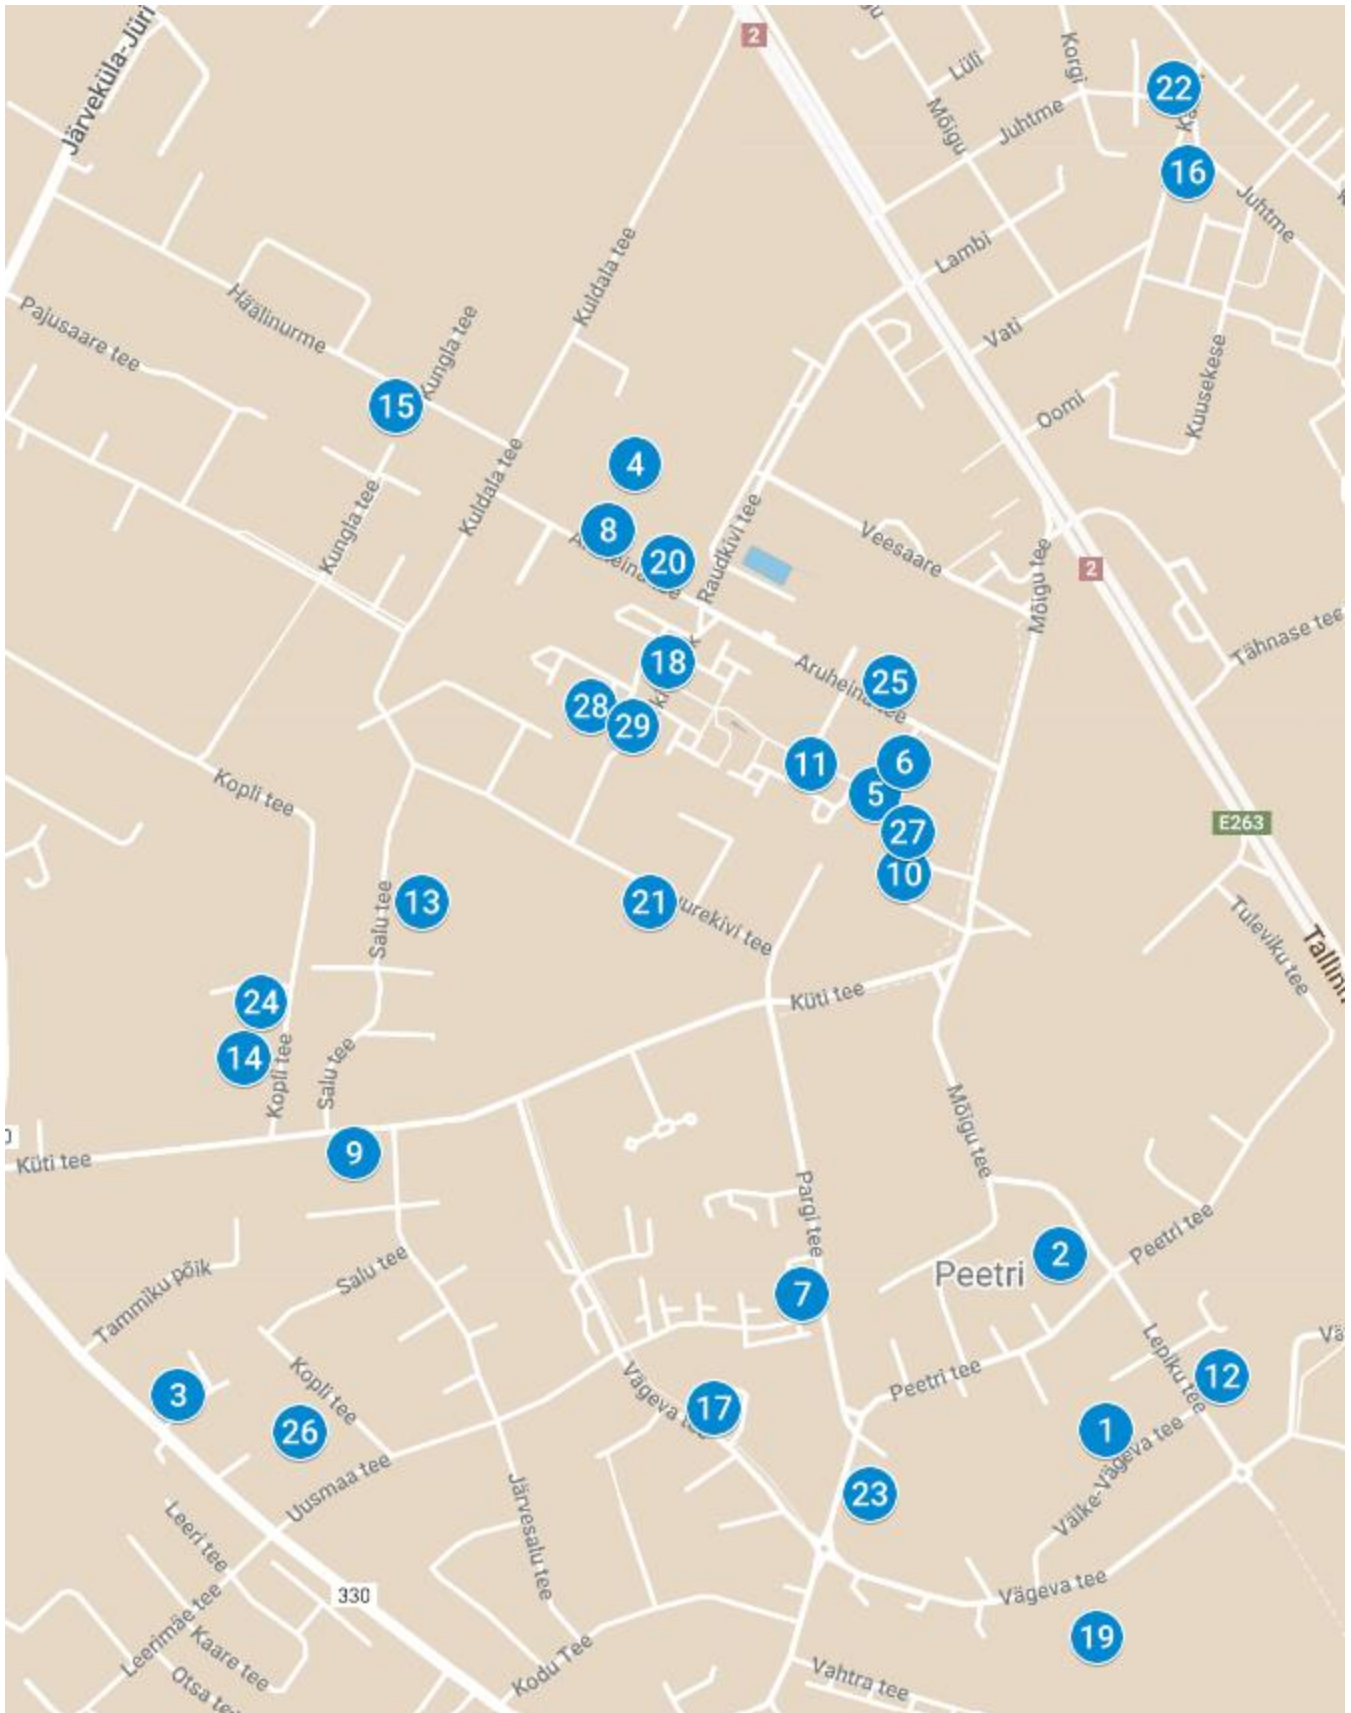 Järveküla-Jüri
2
Lüli
Korgi
Mõigu
Juhtme
22
16
Juhtme
Lambi
Kuldala tee
Häälinurme
Pajusaare tee
Kungla tee
Vati
Kuusekese
15
Oomi
4
Kuldala tee
Kungla tee
8
20
Raudkivi tee
Veesaare
Mõigu tee
2
Tähnase tee
18
Aruheina tee
25
28
29
11
6
5
Kopli tee
27
E263
10
13
21
Salu tee
Tuleviku tee
Küti tee
24
14
Kopli tee
Salu tee
9
Küti tee
Mõigu tee
Pargi tee
Peetri tee
2
Peetri
Tammiku põik
Salu tee
7
Lepiku tee
3
Kopli tee
Peetri tee
12
Vägeva tee
17
26
1
Uusmaa tee
Väike-Vägeva tee
23
Järvesalu tee
Leeri tee
330
Vägeva tee
Leerimäe tee
Kaare tee
19
Kodu Tee
Vahtra tee